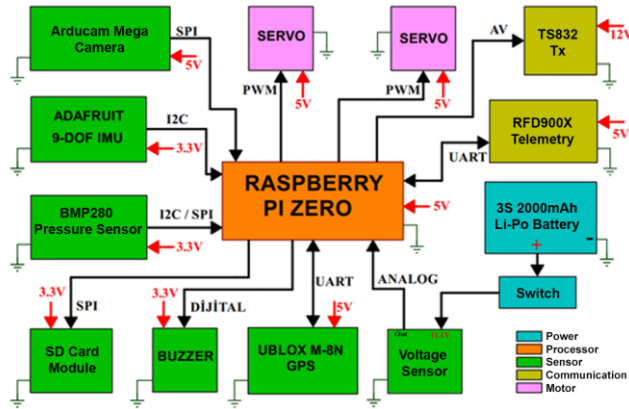 Arducam Mega
Camera
SPI
5V
SERVO
PWM
5V
SERVO
PWM
5V
AV
TS832
Tx
12V
ADAFRUIT
9-DOF IMU
I2C
3.3V
RFD900X
Telemetry
5V
UART
RASPBERRY
PI ZERO
5V
BMP280
Pressure Sensor
I2C / SPI
3.3V
3S 2000mAh
Li-Po Battery
+
-
Switch
3.3V
SPI
SD Card
Module
3.3V
DİJİTAL
BUZZER
UART
5V
UBLOX M-8N
GPS
ANALOG
Out
11.1V
Voltage
Sensor
Power
Processor
Sensor
Communication
Motor